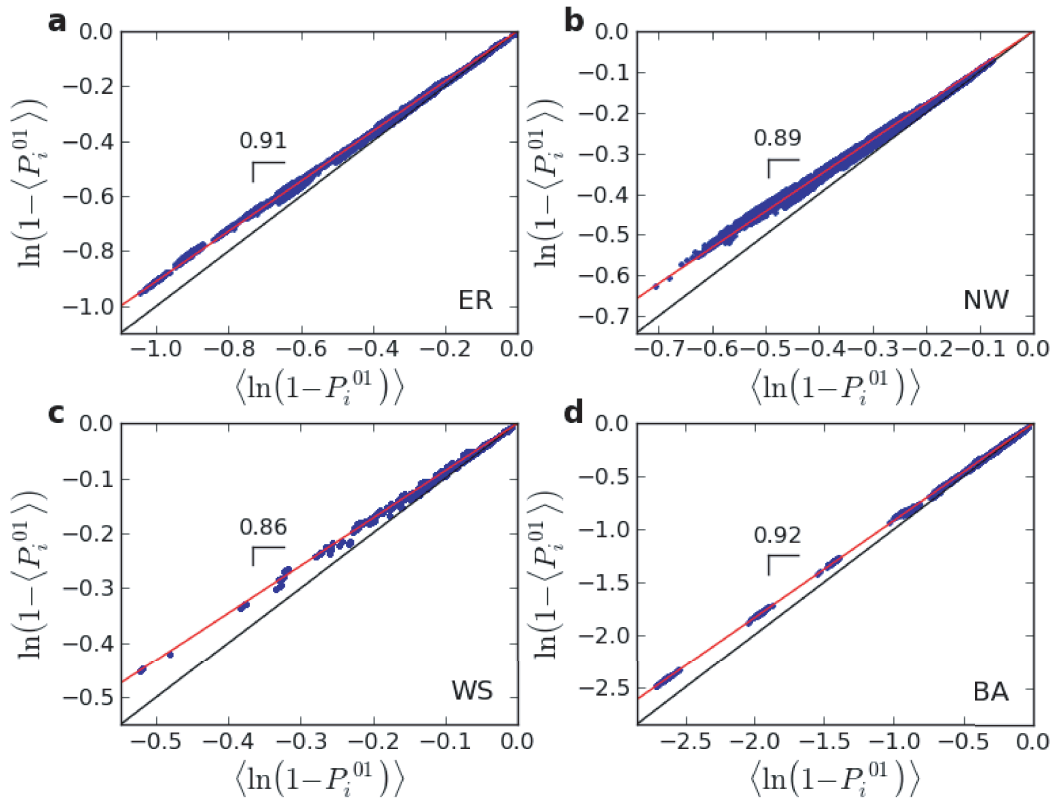 a
0.0
−0.2
−0.4
−0.6
−0.8
−1.0
ln(1−⟨P_i^{01}⟩)
0.91
ER
−1.0 −0.8 −0.6 −0.4 −0.2 0.0
⟨ln(1−P_i^{01})⟩
b
0.0
−0.1
−0.2
−0.3
−0.4
−0.5
−0.6
−0.7
ln(1−⟨P_i^{01}⟩)
0.89
NW
−0.7 −0.6 −0.5 −0.4 −0.3 −0.2 −0.1 0.0
⟨ln(1−P_i^{01})⟩
c
0.0
−0.1
−0.2
−0.3
−0.4
−0.5
ln(1−⟨P_i^{01}⟩)
0.86
WS
−0.5 −0.4 −0.3 −0.2 −0.1 0.0
⟨ln(1−P_i^{01})⟩
d
0.0
−0.5
−1.0
−1.5
−2.0
−2.5
ln(1−⟨P_i^{01}⟩)
0.92
BA
−2.5 −2.0 −1.5 −1.0 −0.5 0.0
⟨ln(1−P_i^{01})⟩